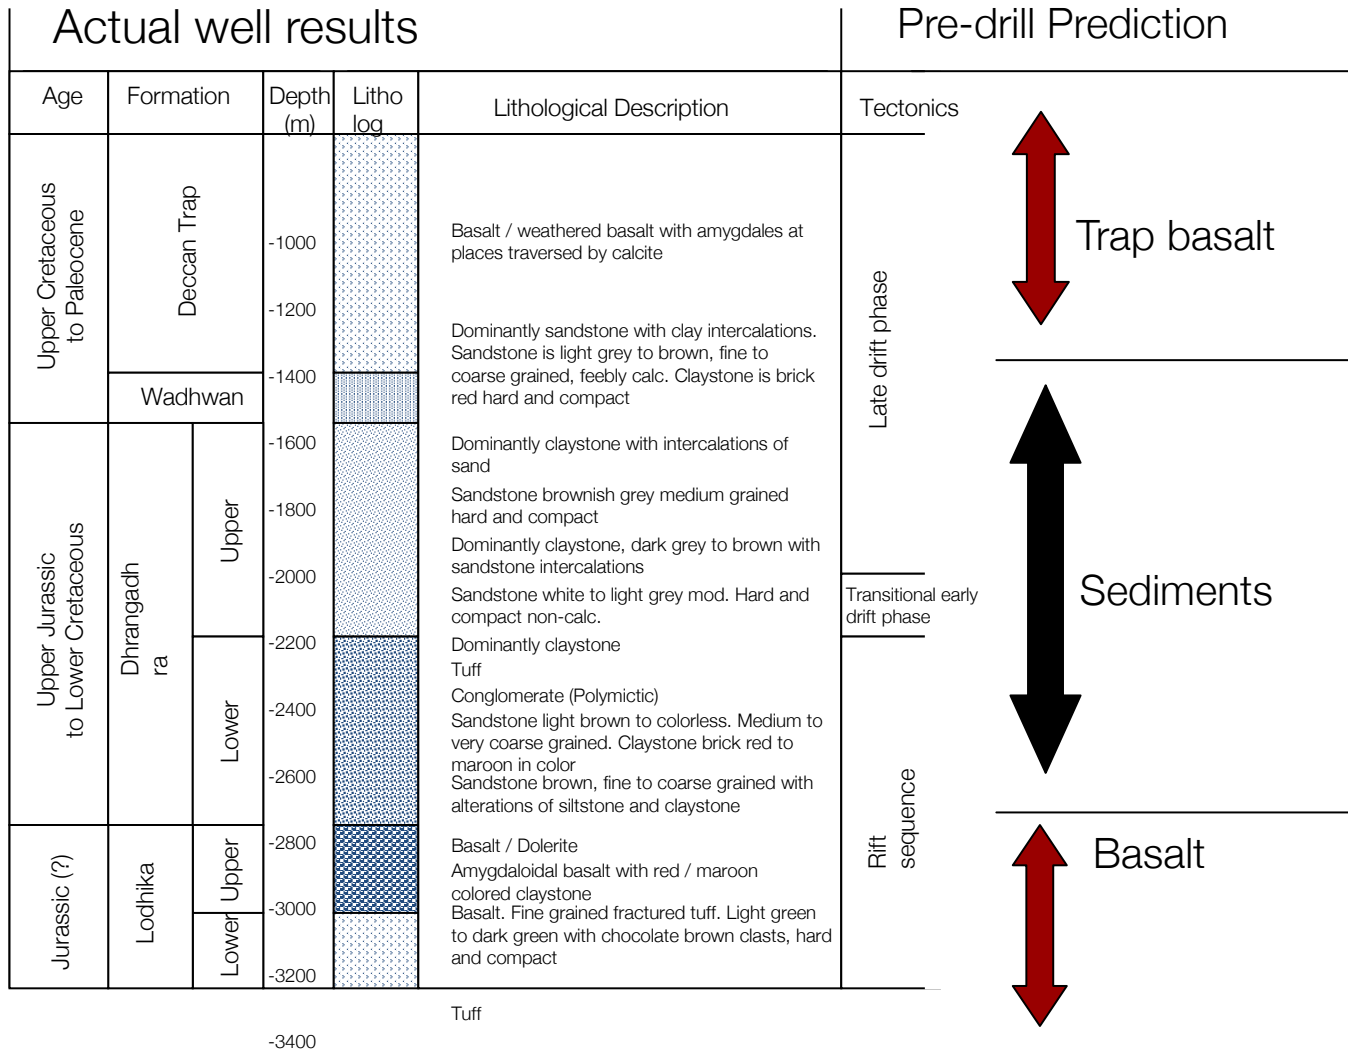 Actual well results
Pre-drill Prediction
Age
Formation
Depth
(m)
Litho
log
Lithological Description
Tectonics
Upper Cretaceous
to Paleocene
Deccan Trap
Wadhwan
Upper Jurassic
to Lower Cretaceous
Dhrangadh
ra
Upper
Lower
Jurassic (?)
Lodhika
Upper
Lower
-1000
-1200
-1400
-1600
-1800
-2000
-2200
-2400
-2600
-2800
-3000
-3200
-3400
Basalt / weathered basalt with amygdales at
places traversed by calcite
Dominantly sandstone with clay intercalations.
Sandstone is light grey to brown, fine to
coarse grained, feebly calc. Claystone is brick
red hard and compact
Dominantly claystone with intercalations of
sand
Sandstone brownish grey medium grained
hard and compact
Dominantly claystone, dark grey to brown with
sandstone intercalations
Sandstone white to light grey mod. Hard and
compact non-calc.
Dominantly claystone
Tuff
Conglomerate (Polymictic)
Sandstone light brown to colorless. Medium to
very coarse grained. Claystone brick red to
maroon in color
Sandstone brown, fine to coarse grained with
alterations of siltstone and claystone
Basalt / Dolerite
Amygdaloidal basalt with red / maroon
colored claystone
Basalt. Fine grained fractured tuff. Light green
to dark green with chocolate brown clasts, hard
and compact
Tuff
Late drift phase
Transitional early
drift phase
Rift
sequence
Trap basalt
Sediments
Basalt